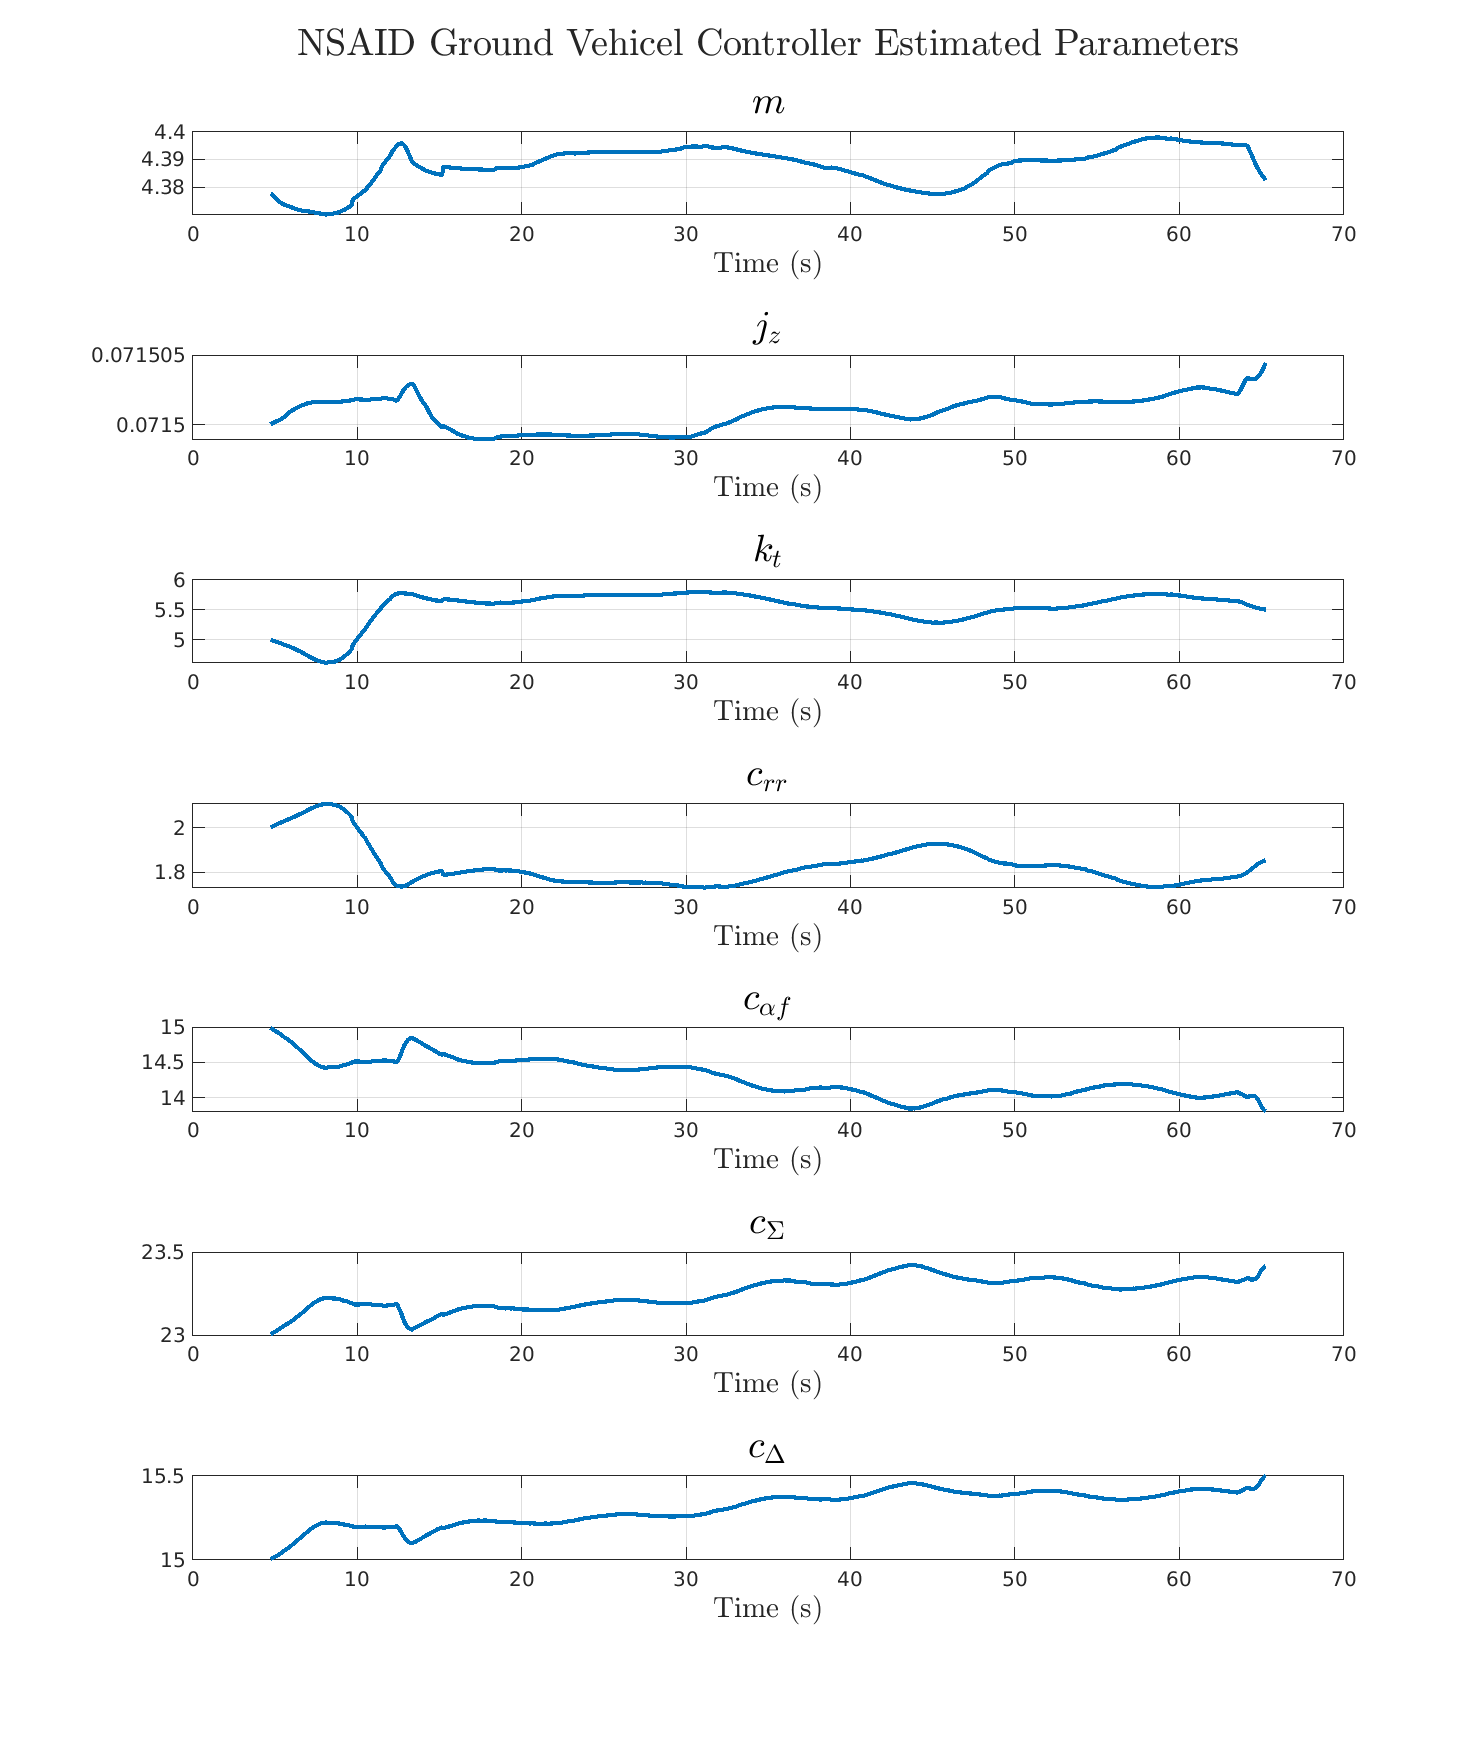 NSAID Ground Vehicel Controller Estimated Parameters
m
4.4
4.39
4.38
0 10 20 30 40 50 60 70
Time (s)
j_z
0.071505
0.0715
0 10 20 30 40 50 60 70
Time (s)
k_t
6
5.5
5
0 10 20 30 40 50 60 70
Time (s)
c_rr
2
1.8
0 10 20 30 40 50 60 70
Time (s)
c_αf
15
14.5
14
0 10 20 30 40 50 60 70
Time (s)
c_Σ
23.5
23
0 10 20 30 40 50 60 70
Time (s)
c_Δ
15.5
15
0 10 20 30 40 50 60 70
Time (s)